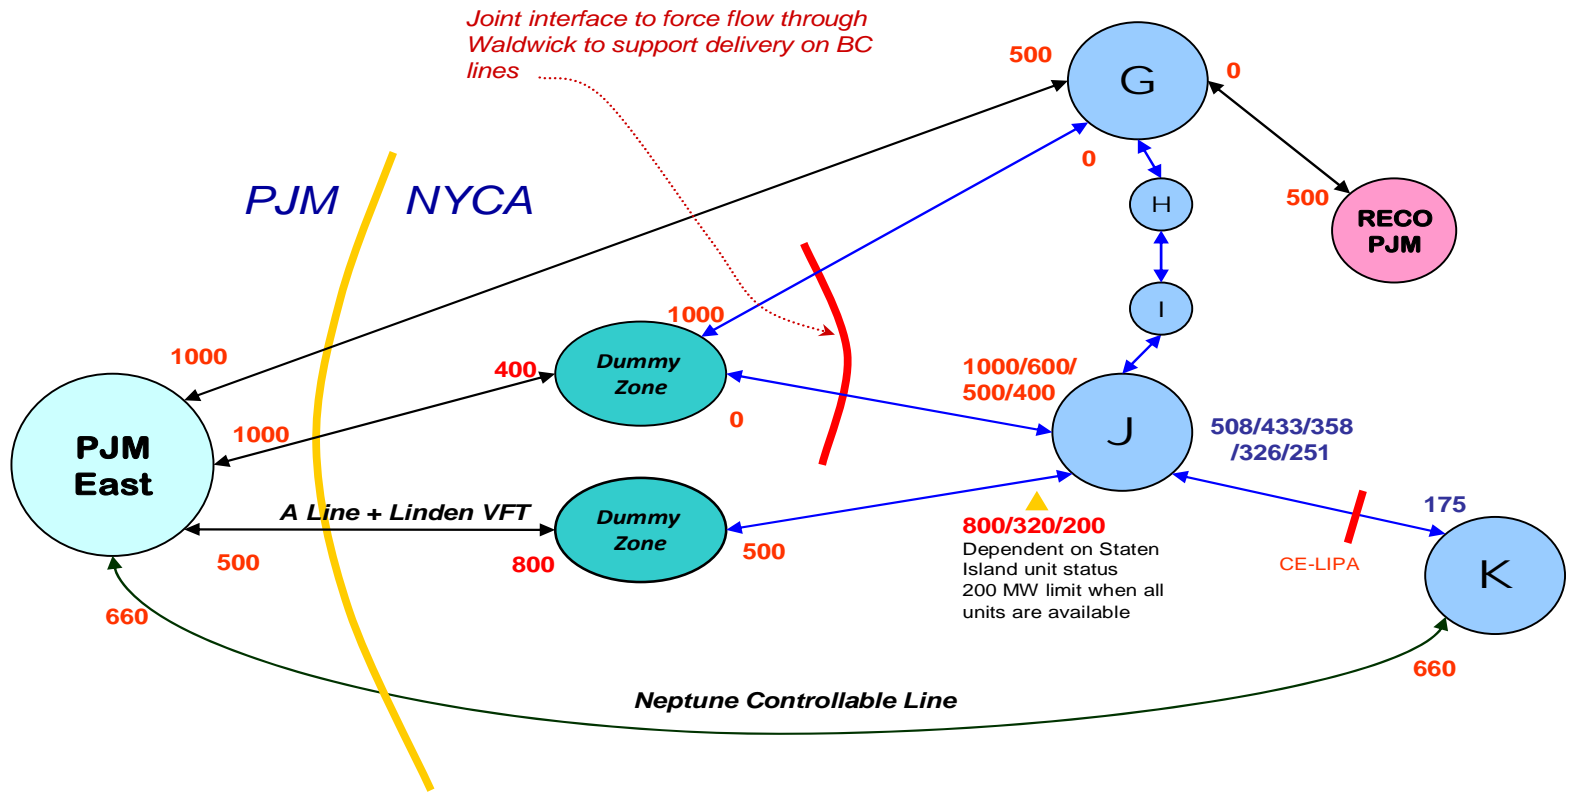 Joint interface to force flow through
Waldwick to support delivery on BC
lines
500
G
0
0
H
500
RECO
PJM
PJM
NYCA
I
1000
1000
Dummy
Zone
400
1000/600/
500/400
1000
0
J
508/433/358
/326/251
PJM
East
A Line + Linden VFT
Dummy
Zone
175
500
800
500
800/320/200
Dependent on Staten
Island unit status
200 MW limit when all
units are available
CE-LIPA
K
660
660
Neptune Controllable Line